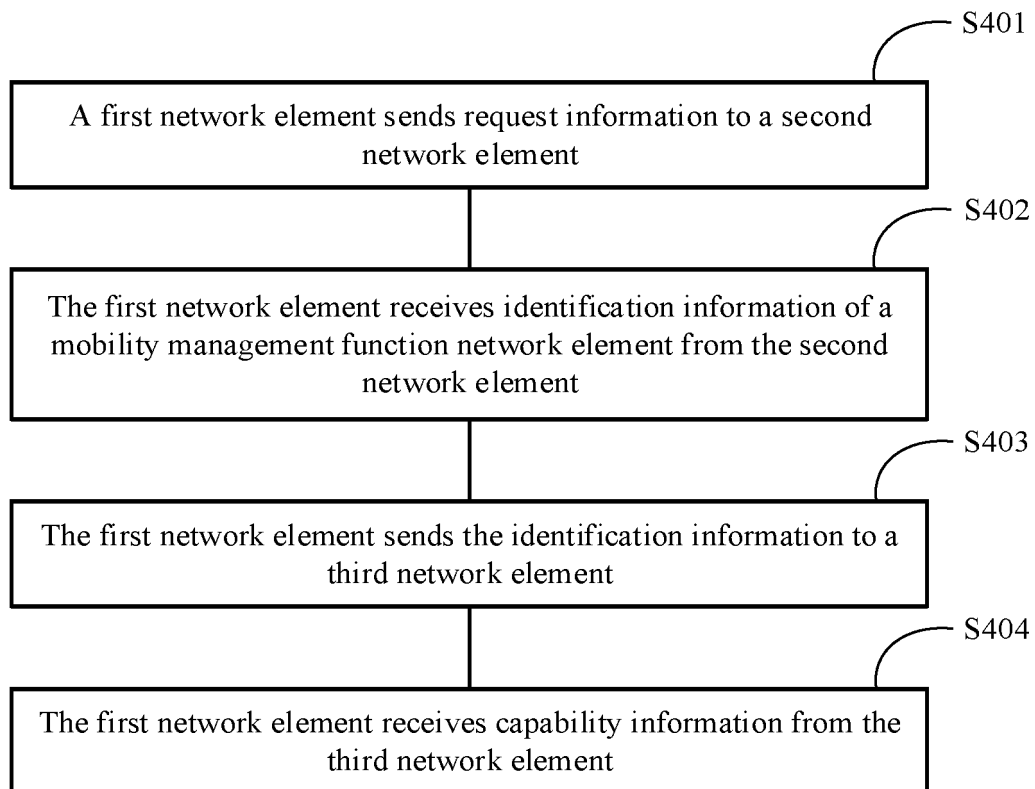 S401
A first network element sends request information to a second
network element
S402
The first network element receives identification information of a
mobility management function network element from the second
network element
S403
The first network element sends the identification information to a
third network element
S404
The first network element receives capability information from the
third network element